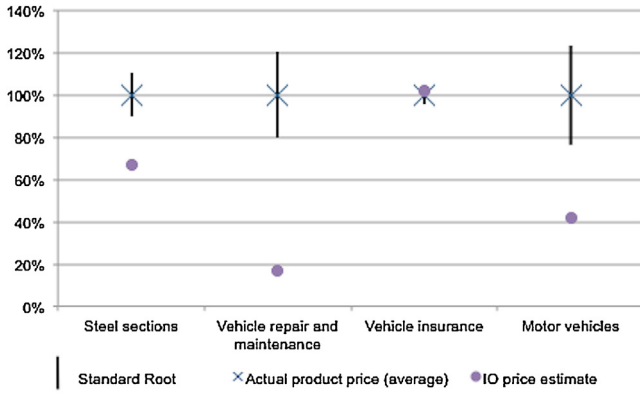 140%
120%
100%
80%
60%
40%
20%
0%
Steel sections
Vehicle repair and
maintenance
Vehicle insurance
Motor vehicles
Standard Root
Actual product price (average)
IO price estimate